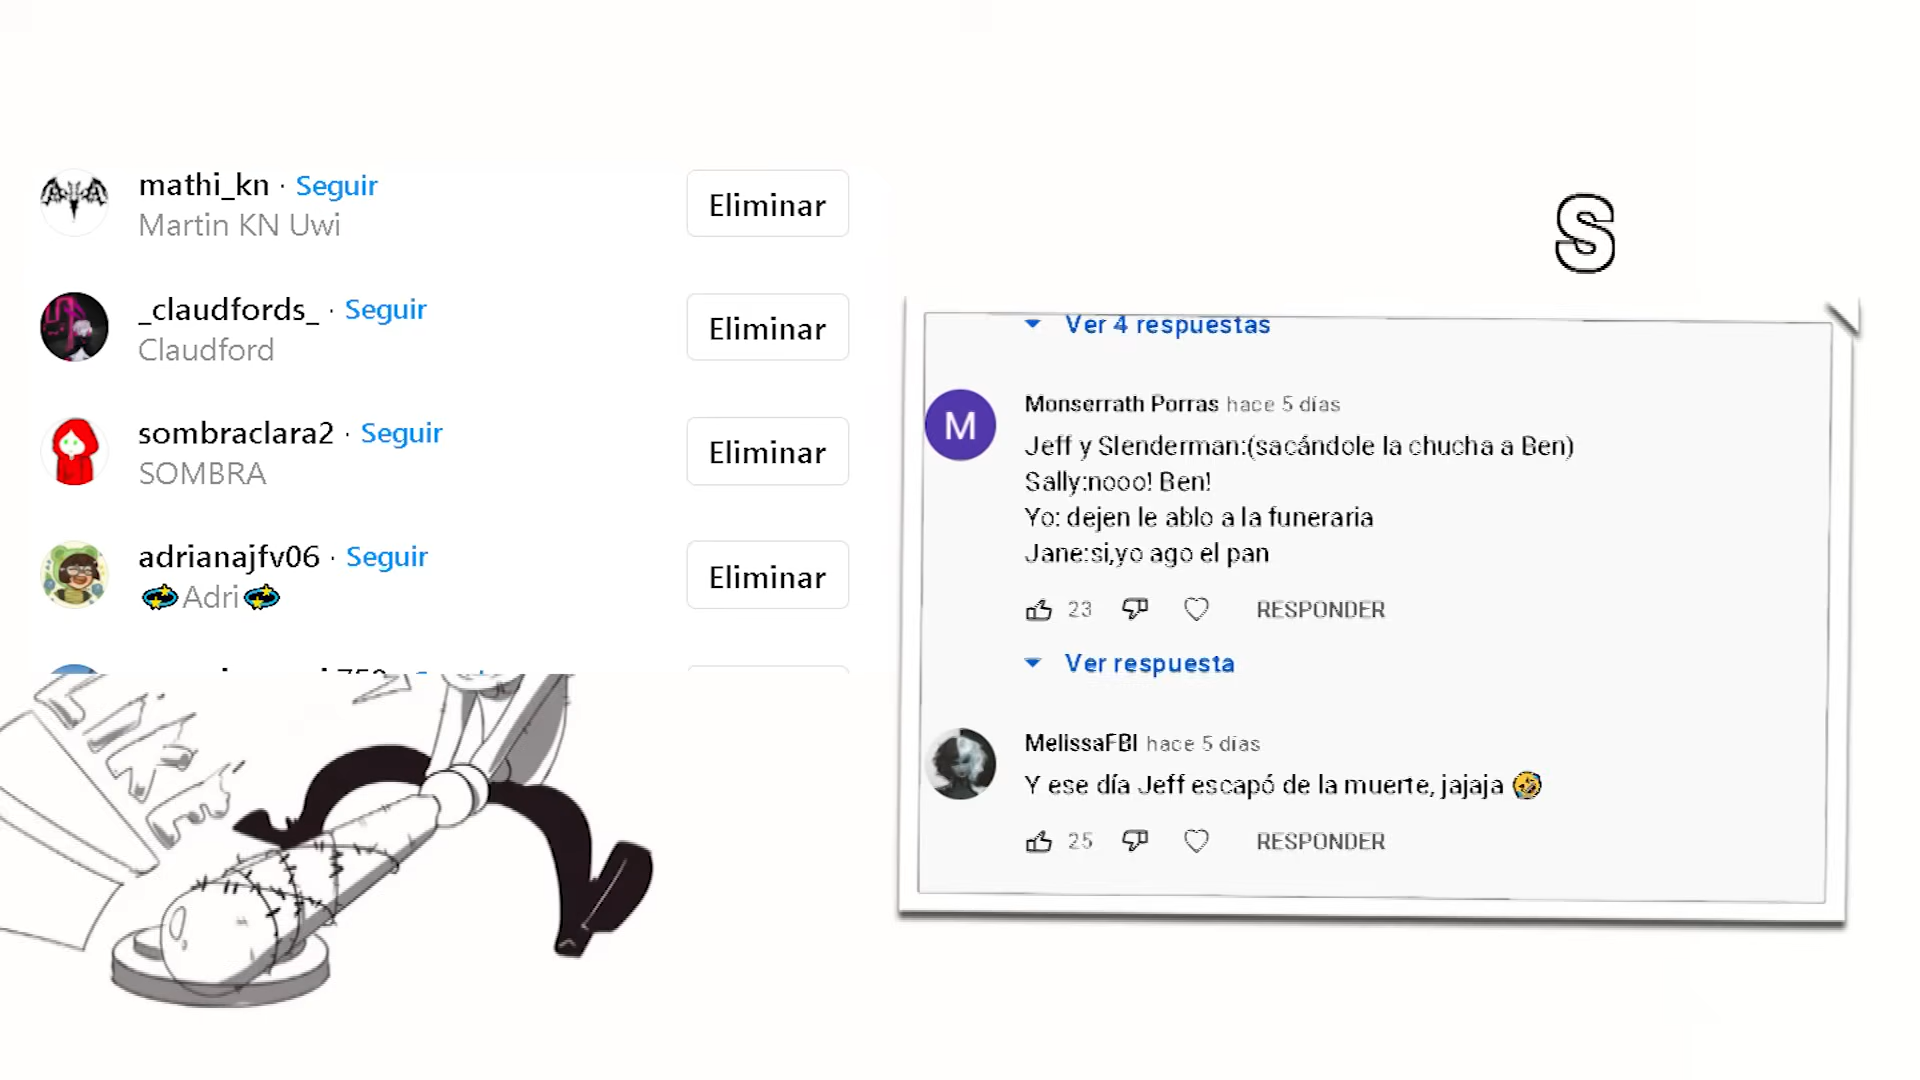 mathi_kn · Seguir
Martin KN Uwi
Eliminar
_claudfords_ · Seguir
Claudford
Eliminar
sombraclara2 · Seguir
SOMBRA
Eliminar
adrianajfv06 · Seguir
💫Adri💫
Eliminar
LIKE
S
Ver 4 respuestas
Monserrath Porras hace 5 días
Jeff y Slenderman:(sacándole la chucha a Ben)
Sally:nooo! Ben!
Yo: dejen le ablo a la funeraria
Jane:si,yo ago el pan
23 RESPONDER
Ver respuesta
MelissaFBI hace 5 días
Y ese día Jeff escapó de la muerte, jajaja 🤣
25 RESPONDER